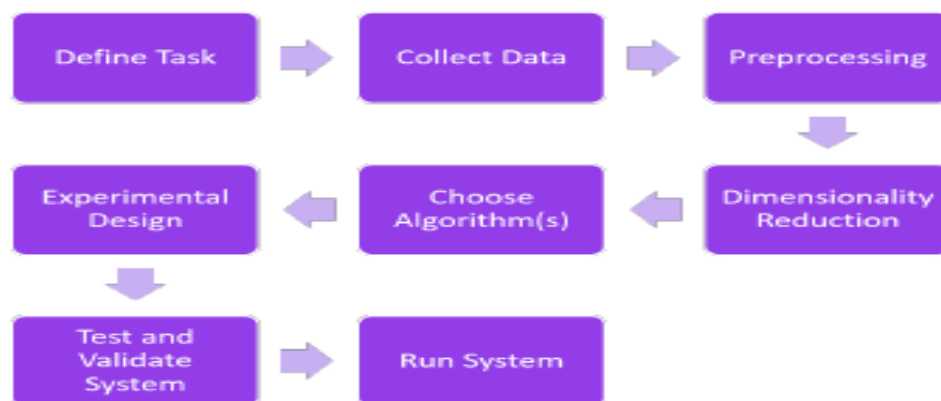 Define Task
Collect Data
Preprocessing
Dimensionality
Reduction
Choose
Algorithm(s)
Experimental
Design
Test and
Validate
System
Run System